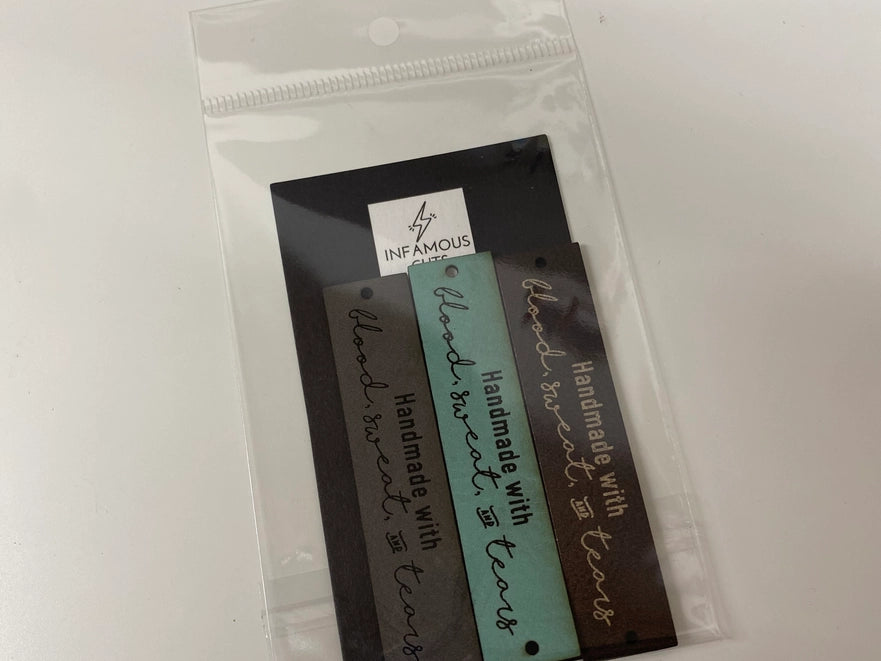 INFAMOUS
CUTS
Handmade with
blood, sweat, AND tears
Handmade with
blood, sweat, AND tears
Handmade with
blood, sweat, AND tears